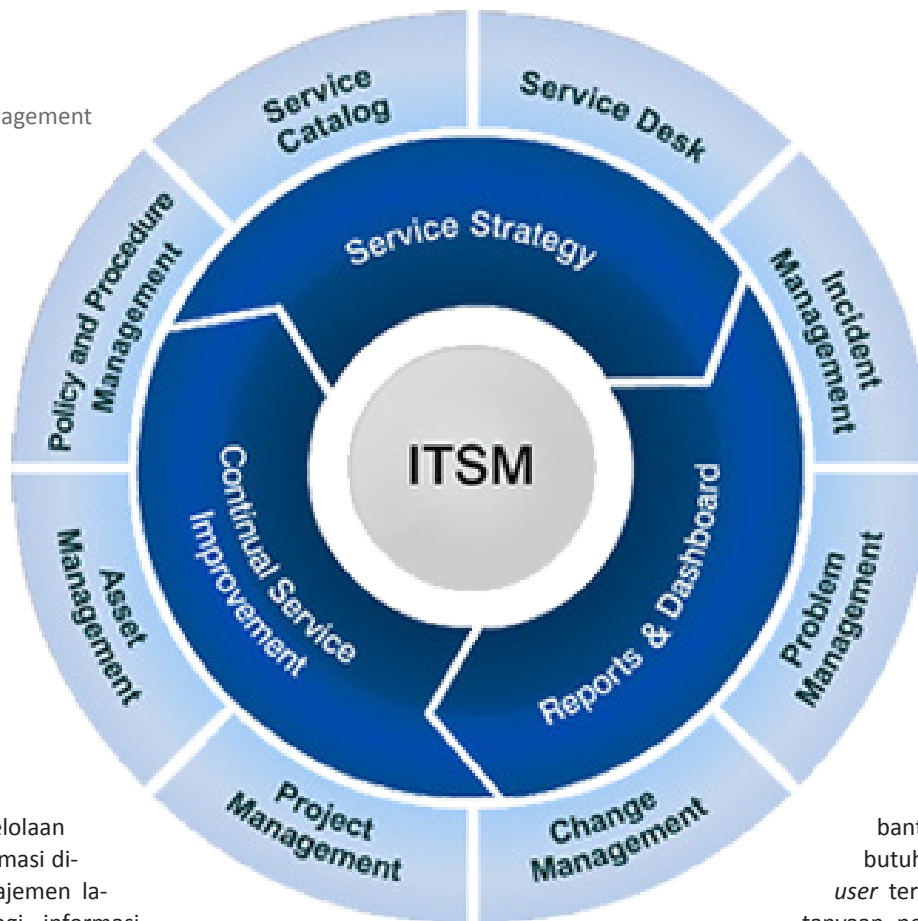 agement
Service
Catalog
Service Desk
Incident
Management
Problem
Management
Change
Management
Project
Management
Asset
Management
Policy and Procedure
Management
Service Strategy
Reports & Dashboard
Continual Service
Improvement
ITSM
elolaan
masi di-
ajemen la-
informasi
bant
butuh
user ter